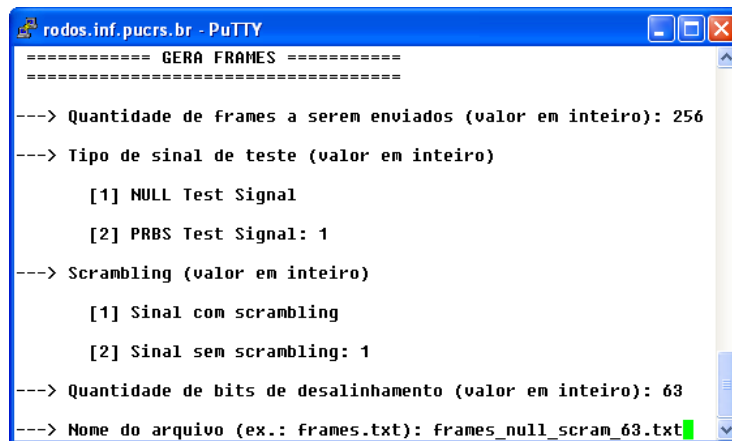 rodos.inf.pucrs.br - PuTTY
============ GERA FRAMES ===========
====================================
---> Quantidade de frames a serem enviados (valor em inteiro): 256
---> Tipo de sinal de teste (valor em inteiro)
[1] NULL Test Signal
[2] PRBS Test Signal: 1
---> Scrambling (valor em inteiro)
[1] Sinal com scrambling
[2] Sinal sem scrambling: 1
---> Quantidade de bits de desalinhamento (valor em inteiro): 63
---> Nome do arquivo (ex.: frames.txt): frames_null_scram_63.txt